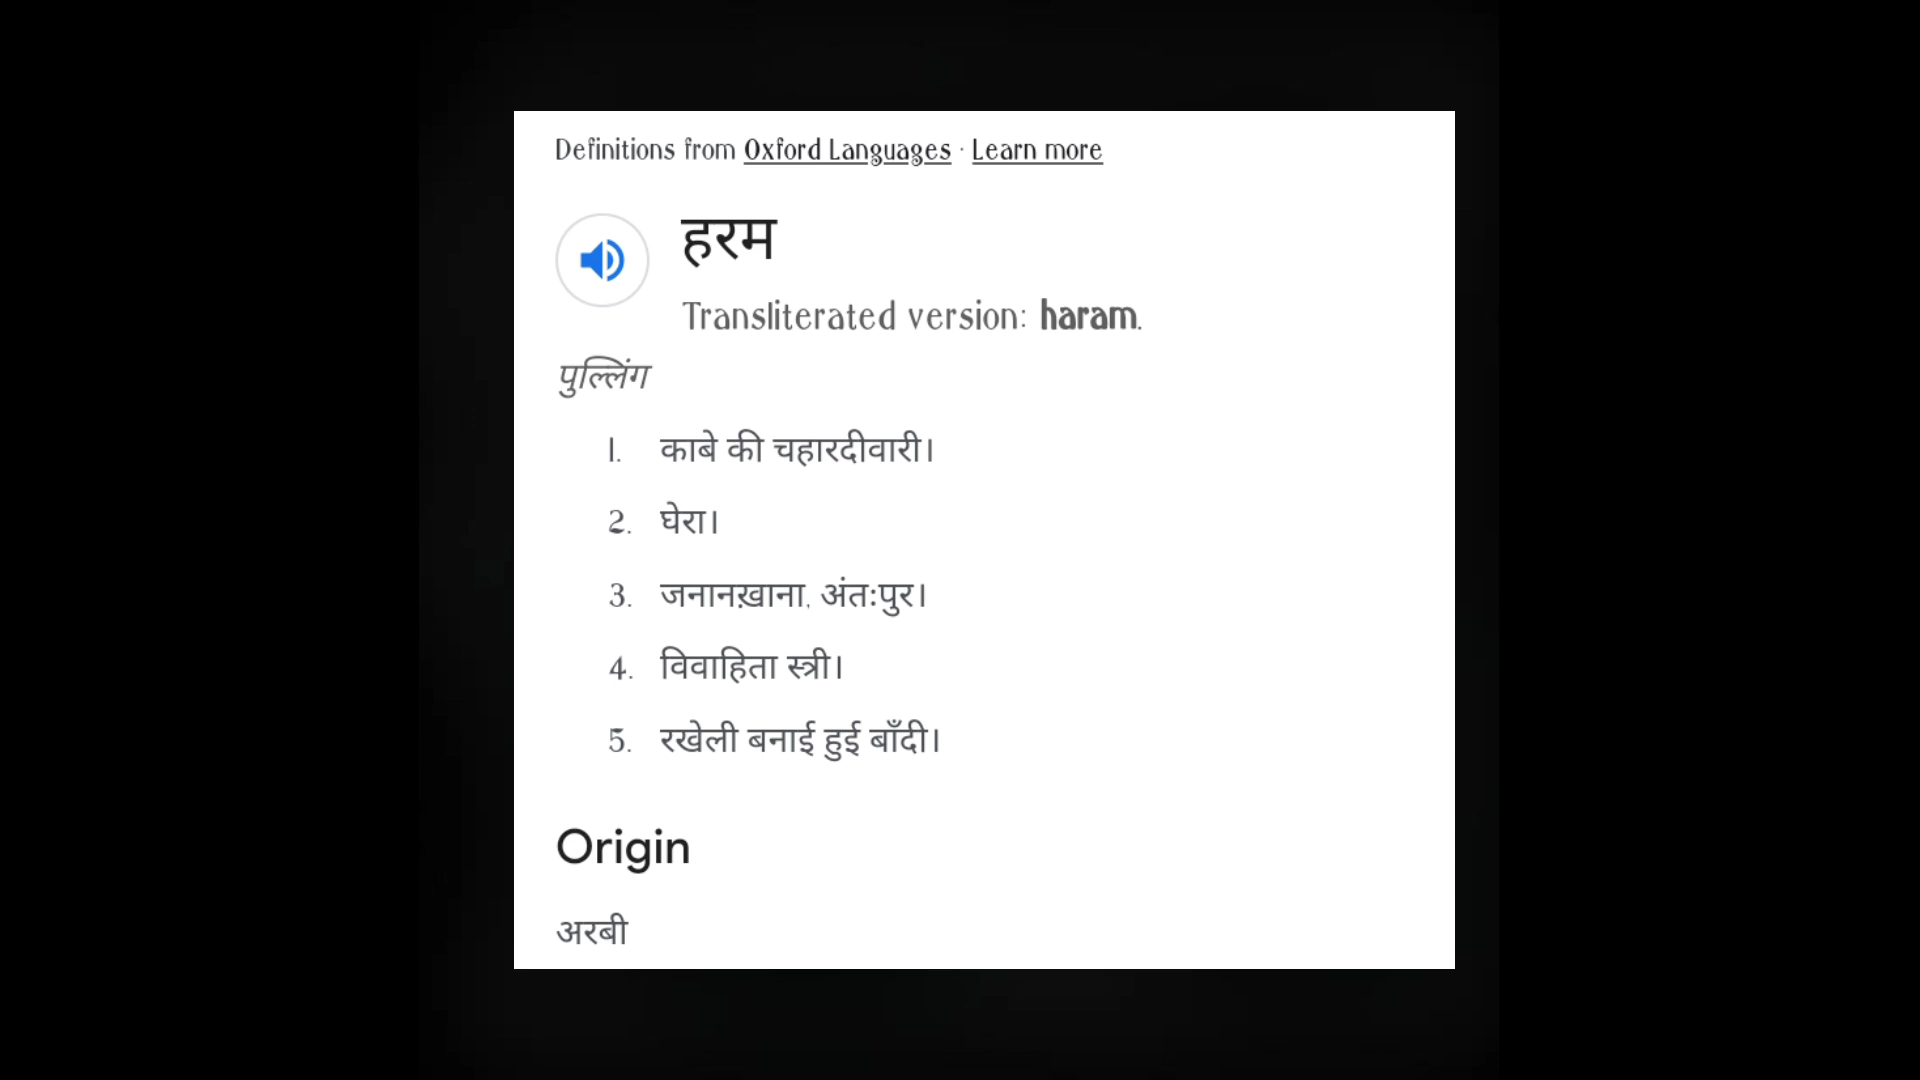 Definitions from Oxford Languages · Learn more
हरम
Transliterated version: haram.
पुल्लिंग
1. काबे की चहारदीवारी।
2. घेरा।
3. जनानख़ाना, अंतःपुर।
4. विवाहिता स्त्री।
5. रखेली बनाई हुई बाँदी।
Origin
अरबी